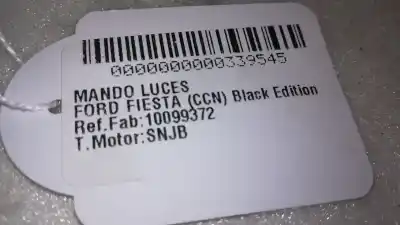 0000000000339545
MANDO LUCES
FORD FIESTA (CCN) Black Edition
Ref.Fab:10099372
T.Motor:SNJB